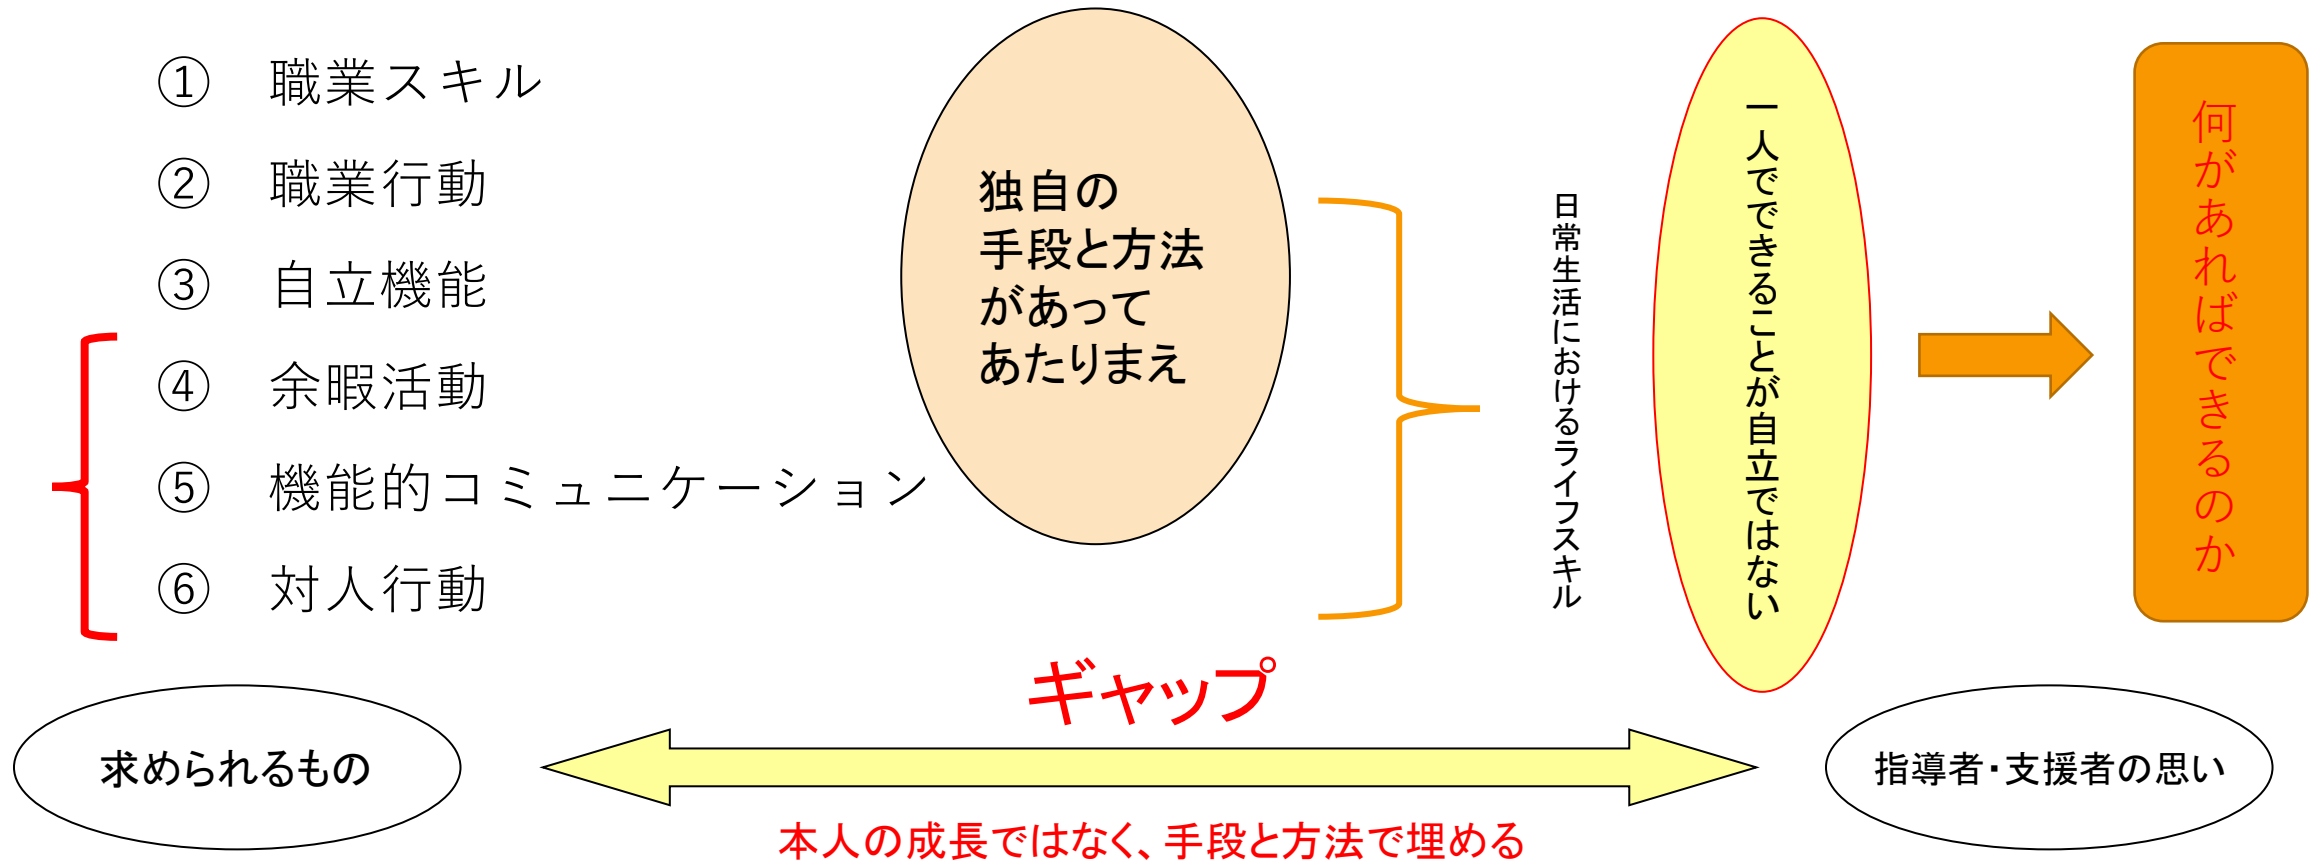 ① 職業スキル
② 職業行動
③ 自立機能
④ 余暇活動
⑤ 機能的コミュニケーション
⑥ 対人行動
独自の
手段と方法
があって
あたりまえ
日常生活におけるライフスキル
一人でできることが自立ではない
何があればできるのか
ギャップ
求められるもの
指導者・支援者の思い
本人の成長ではなく、手段と方法で埋める